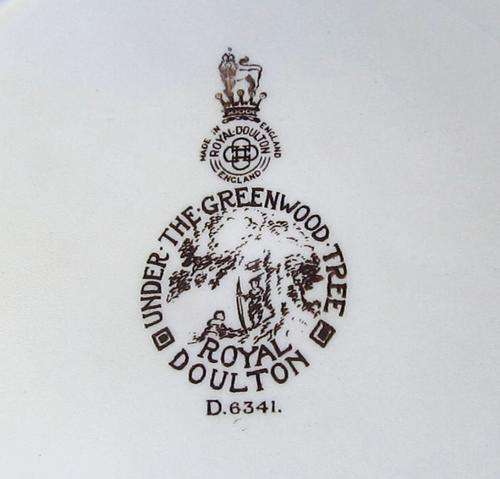 MADE IN ENGLAND
ROYAL·DOULTON
ENGLAND
UNDER·THE·GREENWOOD·TREE
ROYAL
DOULTON
D.6341.